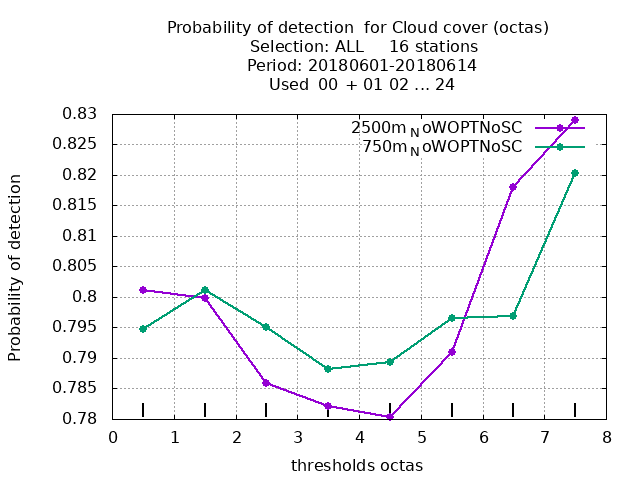 Probability of detection  for Cloud cover (octas)
Selection: ALL     16 stations
Period: 20180601-20180614
Used  00 + 01 02 ... 24
2500m_NoWOPTNoSC
750m_NoWOPTNoSC
Probability of detection
0.83
0.825
0.82
0.815
0.81
0.805
0.8
0.795
0.79
0.785
0.78
0 1 2 3 4 5 6 7 8
thresholds octas